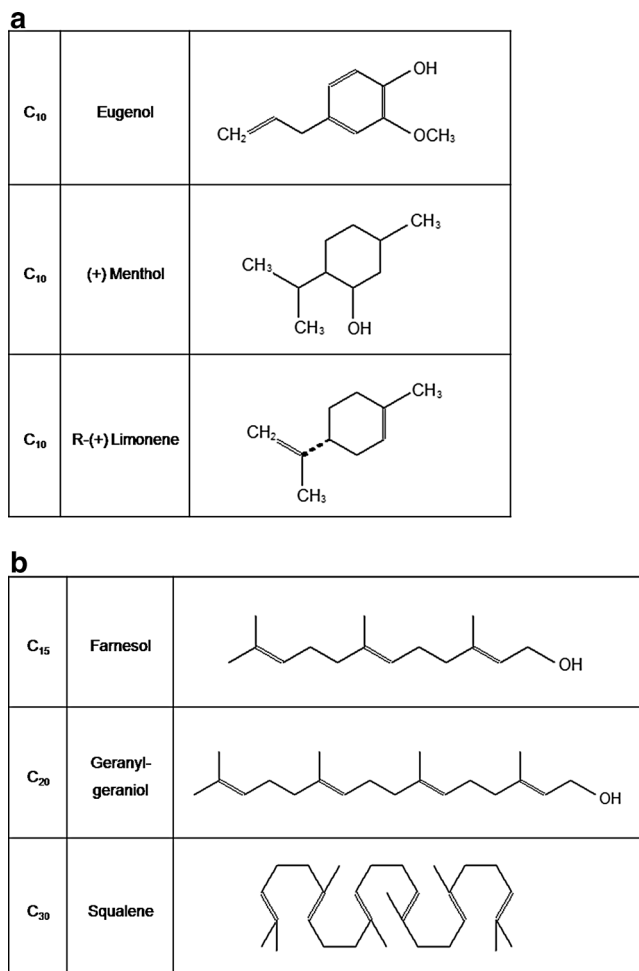 a
C₁₀ Eugenol
OH
CH₂
OCH₃
C₁₀ (+) Menthol
CH₃
CH₃
CH₃
OH
C₁₀ R-(+) Limonene
CH₃
CH₂
CH₃
b
C₁₅ Farnesol
OH
C₂₀ Geranyl-
geraniol
OH
C₃₀ Squalene